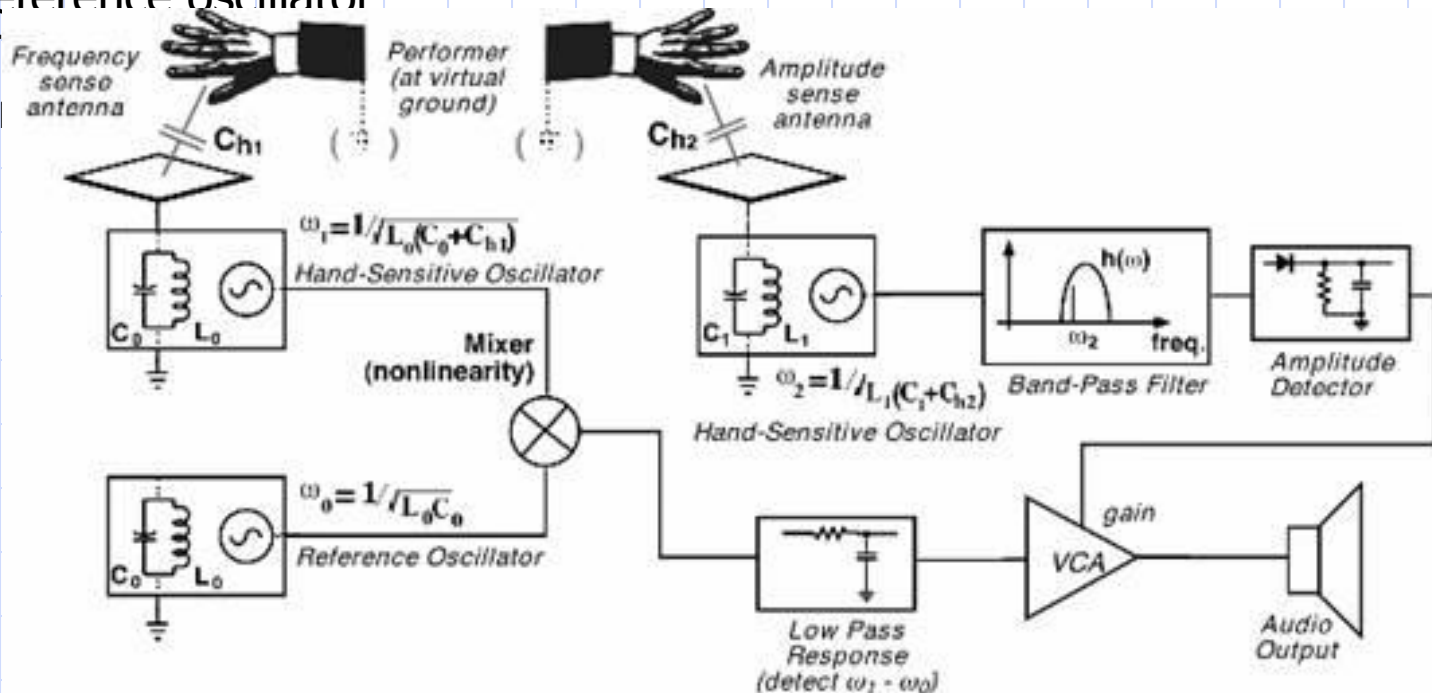 eference oscillator
Frequency
sense
antenna
Performer
(at virtual
ground)
Amplitude
sense
antenna
Ch1
( )
( )
Ch2
ω₁=1/√L₀(C₀+Ch1)
Hand-Sensitive Oscillator
C₀ L₀
Mixer
(nonlinearity)
C₁ L₁
h(ω)
ω₂
freq.
Band-Pass Filter
Amplitude
Detector
ω₂=1/√L₁(C₁+Ch2)
Hand-Sensitive Oscillator
ω₀=1/√L₀C₀
Reference Oscillator
C₀ L₀
gain
VCA
Low Pass
Response
(detect ω₁ - ω₀)
Audio
Output